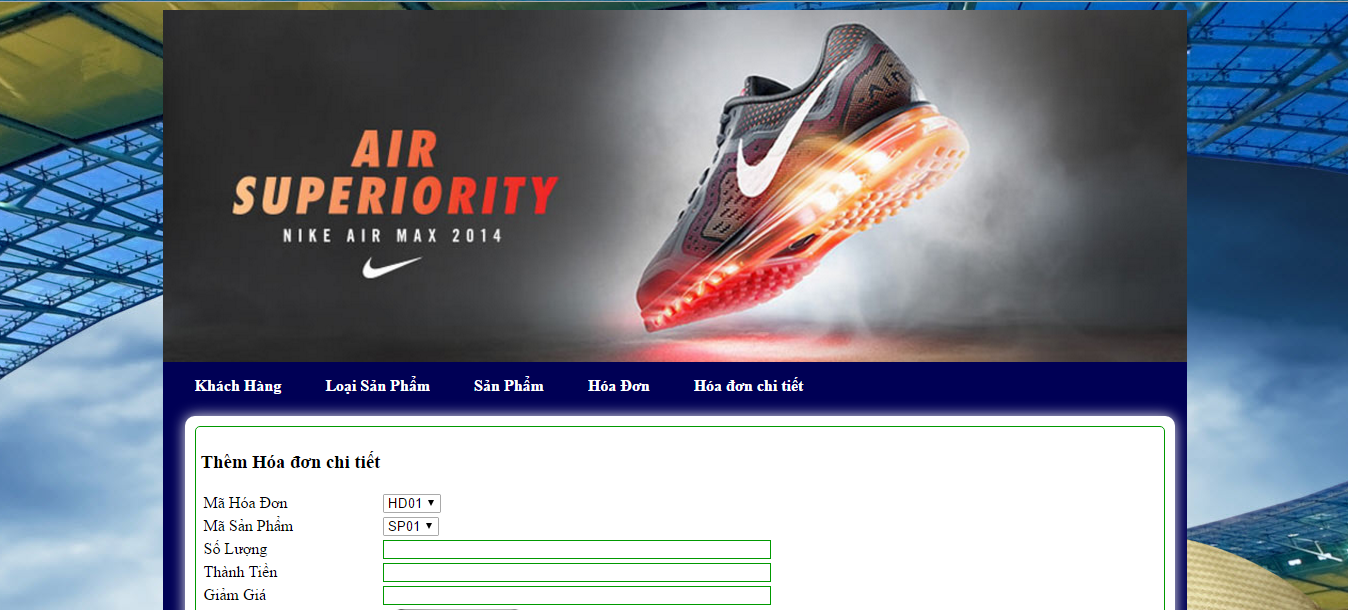 AIR
SUPERIORITY
NIKE AIR MAX 2014
Khách Hàng Loại Sản Phẩm Sản Phẩm Hóa Đơn Hóa đơn chi tiết
Thêm Hóa đơn chi tiết
Mã Hóa Đơn HD01
Mã Sản Phẩm SP01
Số Lượng
Thành Tiền
Giảm Giá